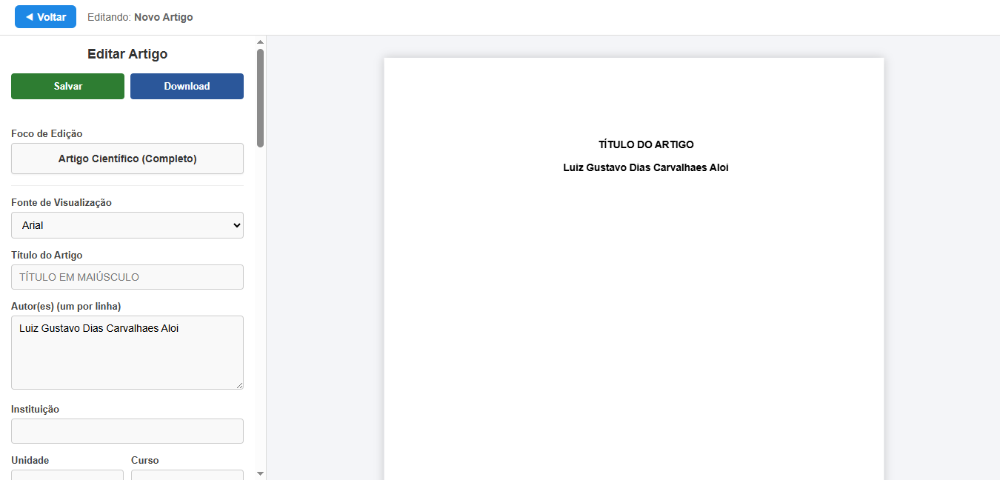 Voltar
Editando: Novo Artigo
Editar Artigo
Salvar
Download
Foco de Edição
Artigo Científico (Completo)
Fonte de Visualização
Arial
Título do Artigo
TÍTULO EM MAIÚSCULO
Autor(es) (um por linha)
Luiz Gustavo Dias Carvalhaes Aloi
Instituição
Unidade
Curso
TÍTULO DO ARTIGO
Luiz Gustavo Dias Carvalhaes Aloi